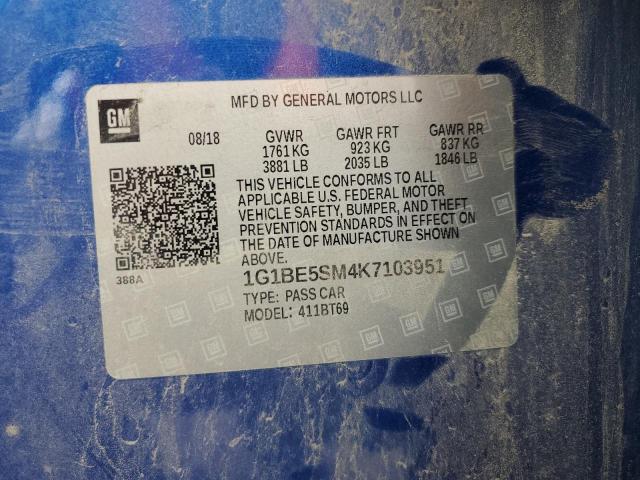 GM
MFD BY GENERAL MOTORS LLC
08/18 GVWR GAWR FRT GAWR RR
1761 KG 923 KG 837 KG
3881 LB 2035 LB 1846 LB
THIS VEHICLE CONFORMS TO ALL
APPLICABLE U.S. FEDERAL MOTOR
VEHICLE SAFETY, BUMPER, AND THEFT
PREVENTION STANDARDS IN EFFECT ON
THE DATE OF MANUFACTURE SHOWN
ABOVE.
388A
1G1BE5SM4K7103951
TYPE: PASS CAR
MODEL: 411BT69